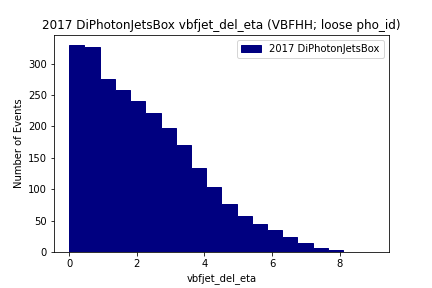 2017 DiPhotonJetsBox vbfjet_del_eta (VBFHH; loose pho_id)
2017 DiPhotonJetsBox
Number of Events
300
250
200
150
100
50
0
0 2 4 6 8
vbfjet_del_eta